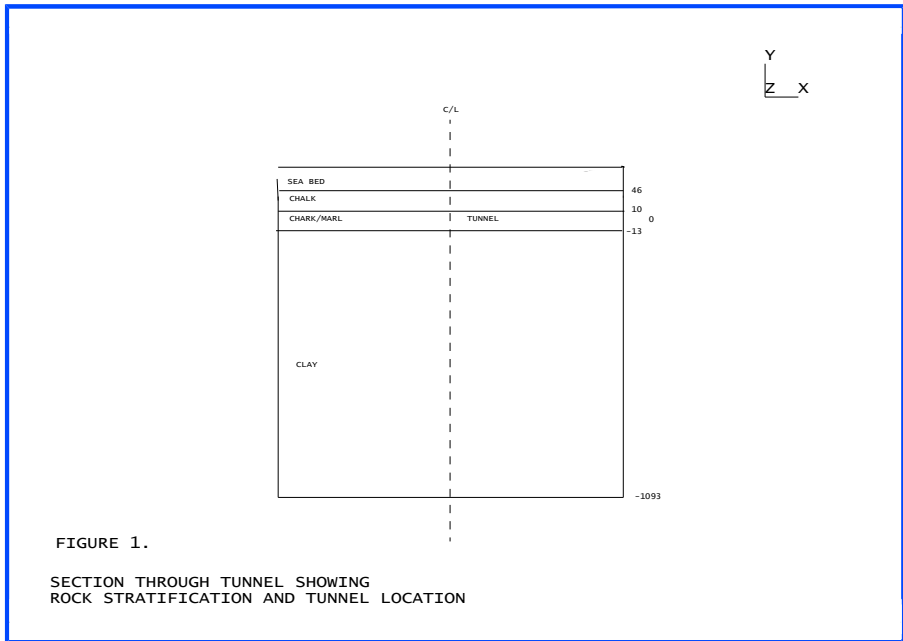 Y
Z X
C/L
SEA BED
46
CHALK
10
CHARK/MARL TUNNEL 0
-13
CLAY
-1093
FIGURE 1.
SECTION THROUGH TUNNEL SHOWING
ROCK STRATIFICATION AND TUNNEL LOCATION